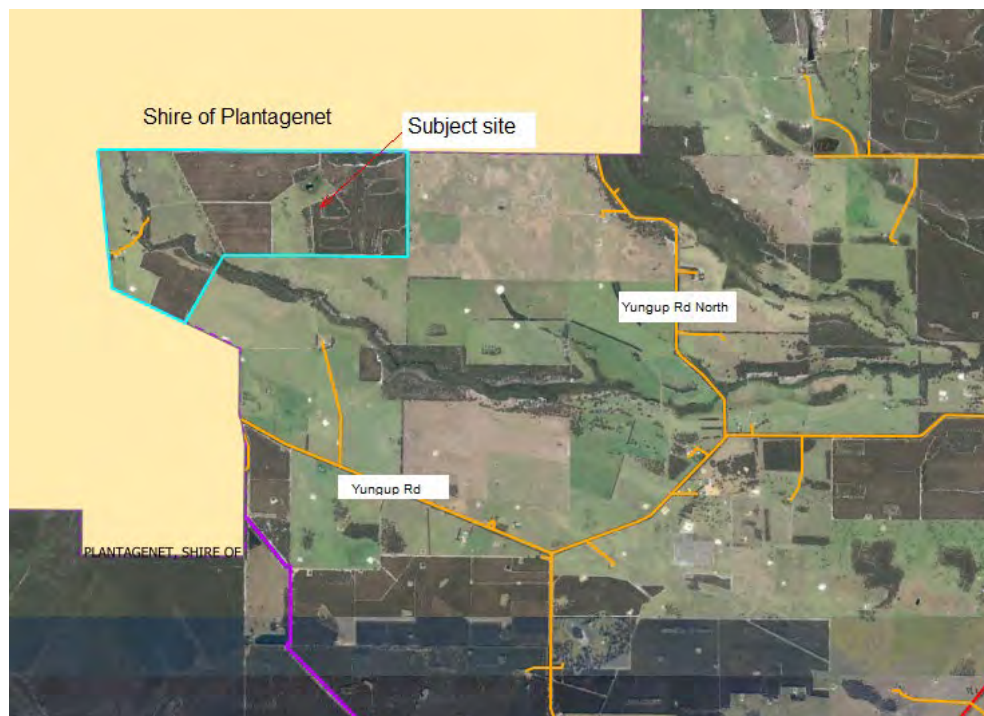 Shire of Plantagenet
Subject site
Yungup Rd North
Yungup Rd
PLANTAGENET, SHIRE OF